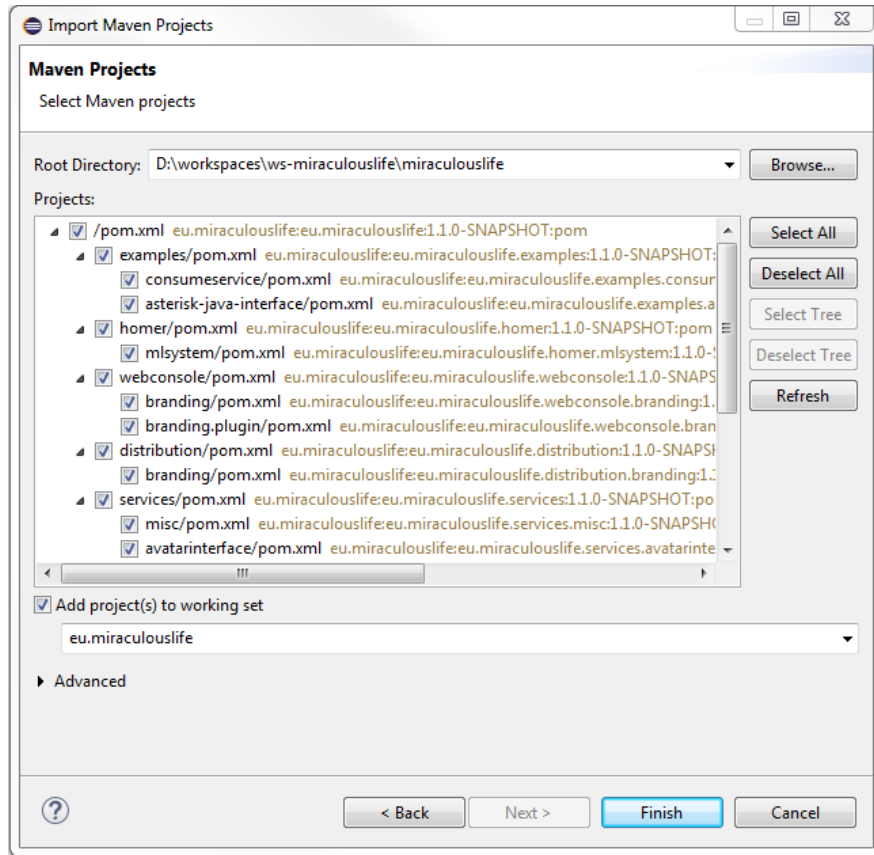 Import Maven Projects
Maven Projects
Select Maven projects
Root Directory: D:\workspaces\ws-miraculouslife\miraculouslife Browse...
Projects:
/pom.xml eu.miraculouslife:eu.miraculouslife:1.1.0-SNAPSHOT:pom
Select All
examples/pom.xml eu.miraculouslife:eu.miraculouslife.examples:1.1.0-SNAPSHOT:
consumeservice/pom.xml eu.miraculouslife:eu.miraculouslife.examples.consur
Deselect All
asterisk-java-interface/pom.xml eu.miraculouslife:eu.miraculouslife.examples.a
Select Tree
homer/pom.xml eu.miraculouslife:eu.miraculouslife.homer:1.1.0-SNAPSHOT:pom
mlsystem/pom.xml eu.miraculouslife:eu.miraculouslife.homer.mlsystem:1.1.0-
Deselect Tree
webconsole/pom.xml eu.miraculouslife:eu.miraculouslife.webconsole:1.1.0-SNAPS
Refresh
branding/pom.xml eu.miraculouslife:eu.miraculouslife.webconsole.branding:1.
branding.plugin/pom.xml eu.miraculouslife:eu.miraculouslife.webconsole.bran
distribution/pom.xml eu.miraculouslife:eu.miraculouslife.distribution:1.1.0-SNAPSH
branding/pom.xml eu.miraculouslife:eu.miraculouslife.distribution.branding:1.
services/pom.xml eu.miraculouslife:eu.miraculouslife.services:1.1.0-SNAPSHOT:po
misc/pom.xml eu.miraculouslife:eu.miraculouslife.services.misc:1.1.0-SNAPSH
avatarinterface/pom.xml eu.miraculouslife:eu.miraculouslife.services.avatarinte
Add project(s) to working set
eu.miraculouslife
Advanced
? < Back Next > Finish Cancel